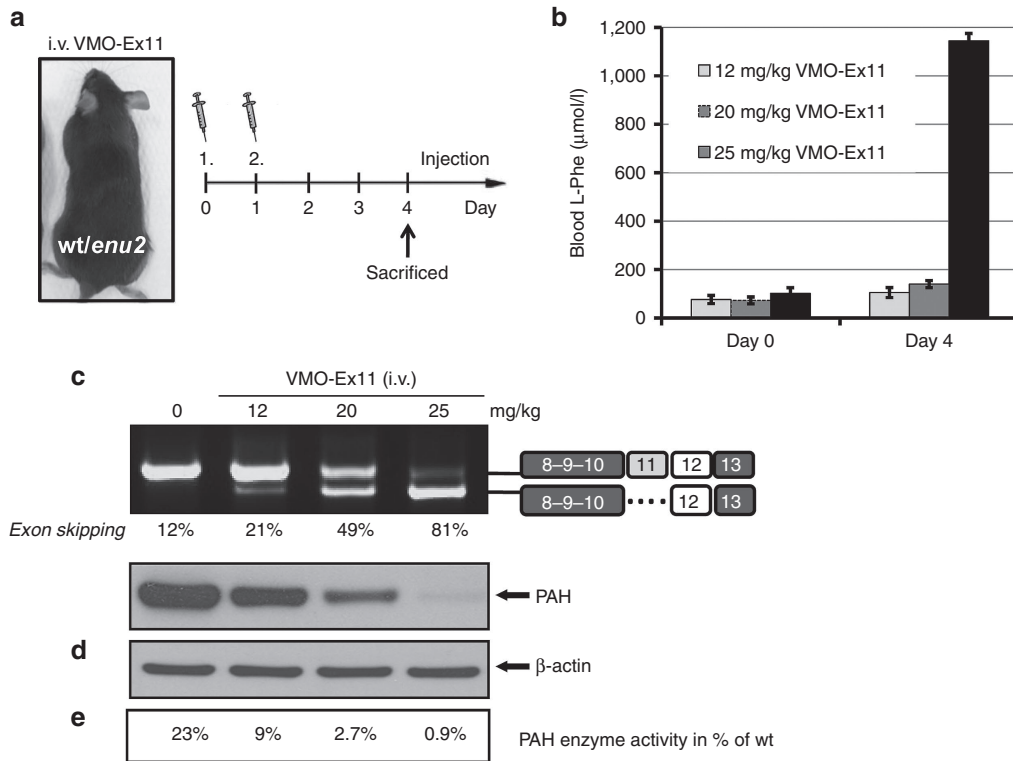 a
i.v. VMO-Ex11
wt/enu2
1. 2. Injection
0 1 2 3 4 Day
Sacrificed
b
Blood L-Phe (μmol/l)
1,200
1,000
800
600
400
200
0
12 mg/kg VMO-Ex11
20 mg/kg VMO-Ex11
25 mg/kg VMO-Ex11
Day 0 Day 4
c
VMO-Ex11 (i.v.)
0 12 20 25 mg/kg
8–9–10 11 12 13
8–9–10 12 13
Exon skipping 12% 21% 49% 81%
PAH
d
β-actin
e
23% 9% 2.7% 0.9% PAH enzyme activity in % of wt